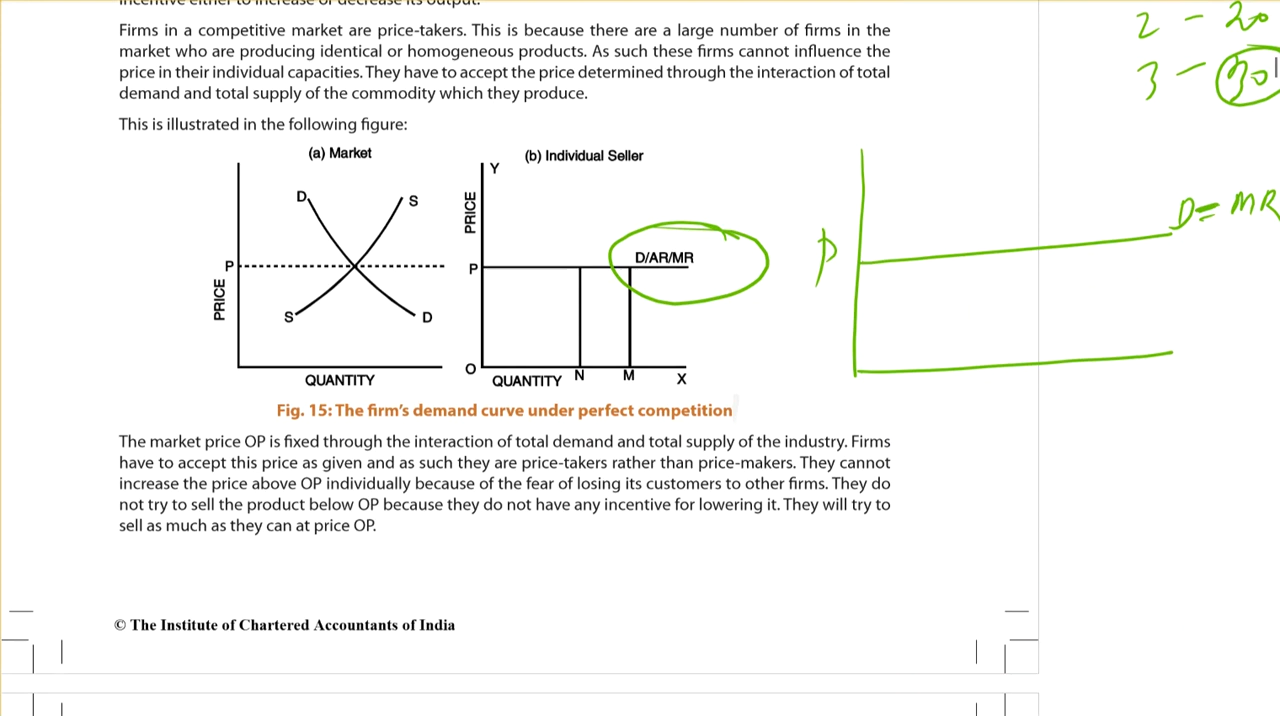 Firms in a competitive market are price-takers. This is because there are a large number of firms in the
market who are producing identical or homogeneous products. As such these firms cannot influence the
price in their individual capacities. They have to accept the price determined through the interaction of total
demand and total supply of the commodity which they produce.
This is illustrated in the following figure:
(a) Market
D
S
P
PRICE
S
D
QUANTITY
(b) Individual Seller
Y
PRICE
P
D/AR/MR
O
QUANTITY
N
M
X
Fig. 15: The firm's demand curve under perfect competition
The market price OP is fixed through the interaction of total demand and total supply of the industry. Firms
have to accept this price as given and as such they are price-takers rather than price-makers. They cannot
increase the price above OP individually because of the fear of losing its customers to other firms. They do
not try to sell the product below OP because they do not have any incentive for lowering it. They will try to
sell as much as they can at price OP.
© The Institute of Chartered Accountants of India
2 - 20
3 - 30
P
D = MR